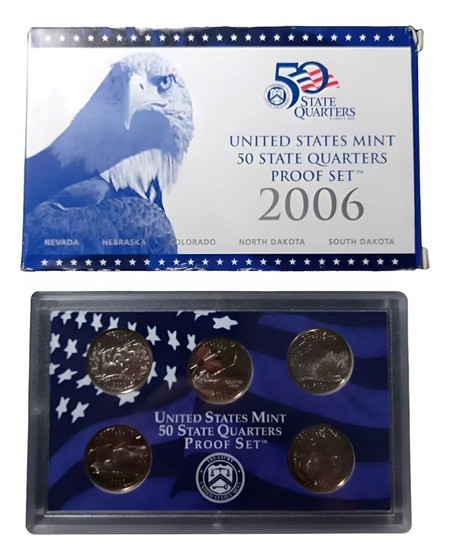 50
STATE
QUARTERS
UNITED STATES MINT
50 STATE QUARTERS
PROOF SET™
2006
NEVADA NEBRASKA COLORADO NORTH DAKOTA SOUTH DAKOTA
UNITED STATES MINT
50 STATE QUARTERS
PROOF SET™